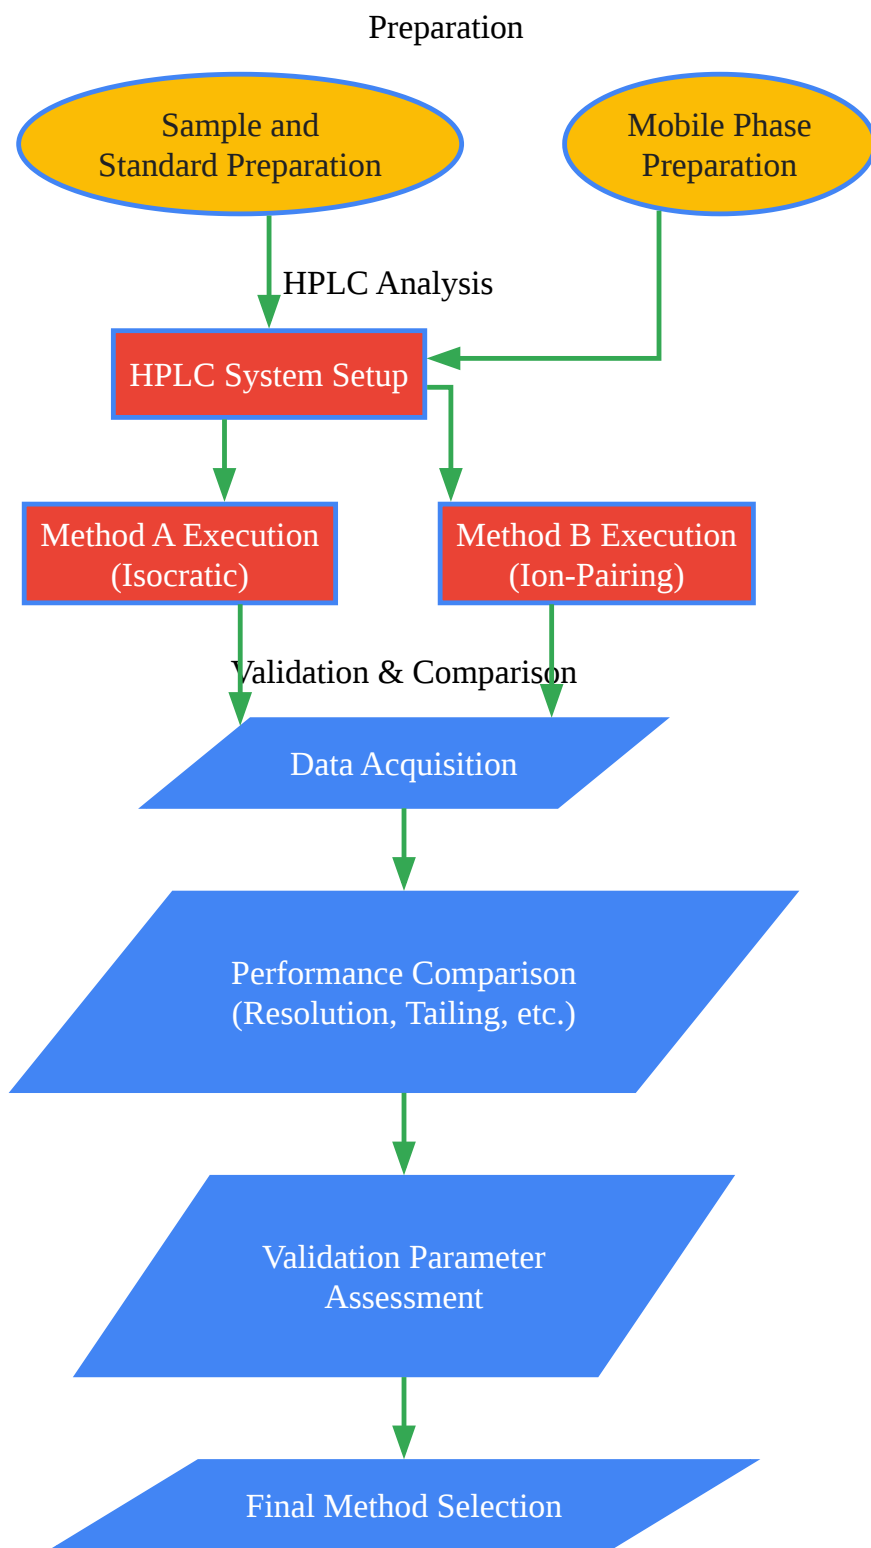 Preparation
Sample and
Standard Preparation
Mobile Phase
Preparation
HPLC Analysis
HPLC System Setup
Method A Execution
(Isocratic)
Method B Execution
(Ion-Pairing)
Validation & Comparison
Data Acquisition
Performance Comparison
(Resolution, Tailing, etc.)
Validation Parameter
Assessment
Final Method Selection